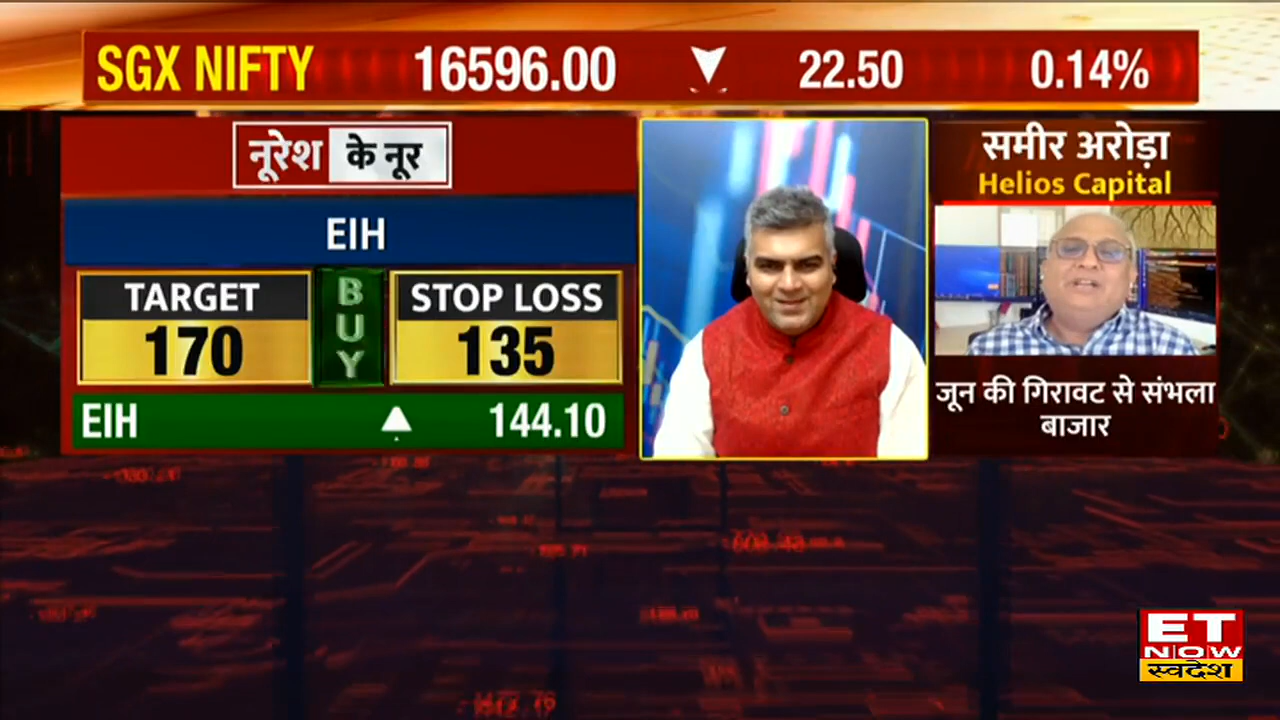 SGX NIFTY 16596.00 22.50 0.14%
नूरेश के नूर
EIH
TARGET
170
BUY
STOP LOSS
135
EIH 144.10
समीर अरोड़ा
Helios Capital
जून की गिरावट से संभला
बाजार
ET
NOW
स्वदेश